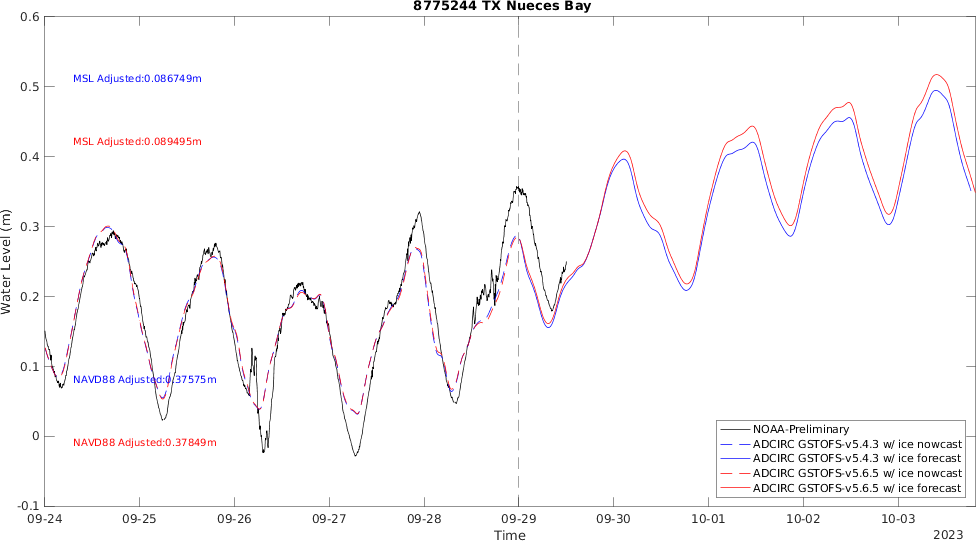 8775244 TX Nueces Bay
0.6
0.5
0.4
0.3
0.2
0.1
0
-0.1
Water Level (m)
MSL Adjusted:0.086749m
MSL Adjusted:0.089495m
NAVD88 Adjusted:0.37575m
NAVD88 Adjusted:0.37849m
NOAA-Preliminary
ADCIRC GSTOFS-v5.4.3 w/ ice nowcast
ADCIRC GSTOFS-v5.4.3 w/ ice forecast
ADCIRC GSTOFS-v5.6.5 w/ ice nowcast
ADCIRC GSTOFS-v5.6.5 w/ ice forecast
09-24 09-25 09-26 09-27 09-28 09-29 09-30 10-01 10-02 10-03
Time
2023